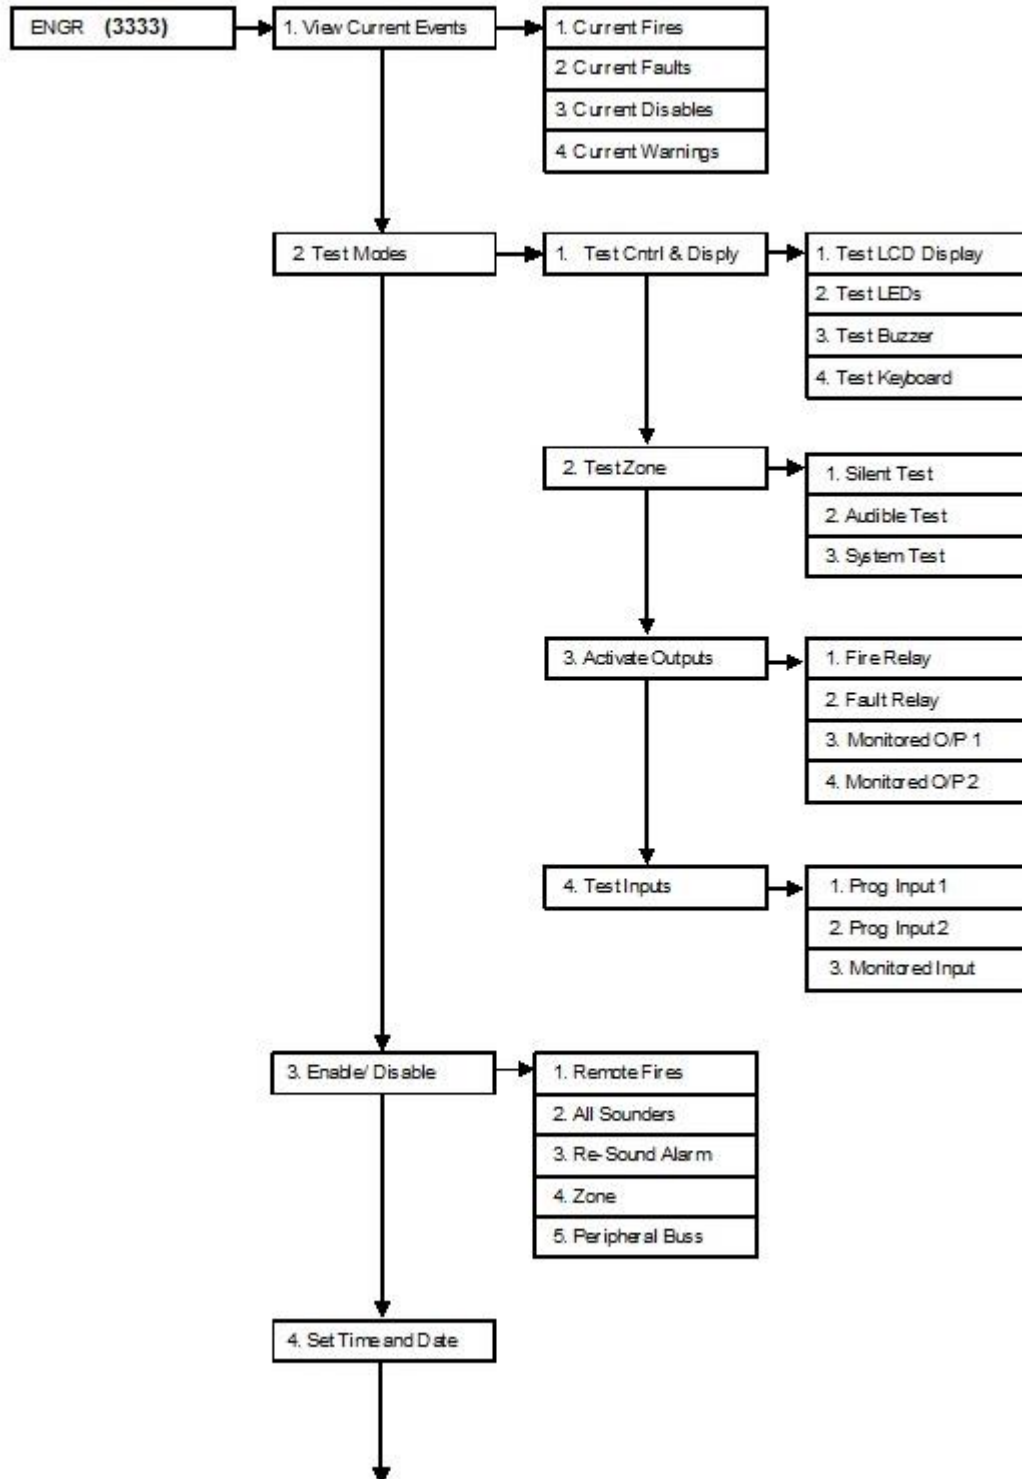 ENGR (3333)
1. View Current Events
1. Current Fires
2. Current Faults
3. Current Disables
4. Current Warnings
2. Test Modes
1. Test Cntrl & Disply
1. Test LCD Display
2. Test LEDs
3. Test Buzzer
4. Test Keyboard
2. Test Zone
1. Silent Test
2. Audible Test
3. System Test
3. Activate Outputs
1. Fire Relay
2. Fault Relay
3. Monitored O/P 1
4. Monitored O/P 2
4. Test Inputs
1. Prog Input 1
2. Prog Input 2
3. Monitored Input
3. Enable/ Disable
1. Remote Fires
2. All Sounders
3. Re-Sound Alarm
4. Zone
5. Peripheral Buss
4. Set Time and Date